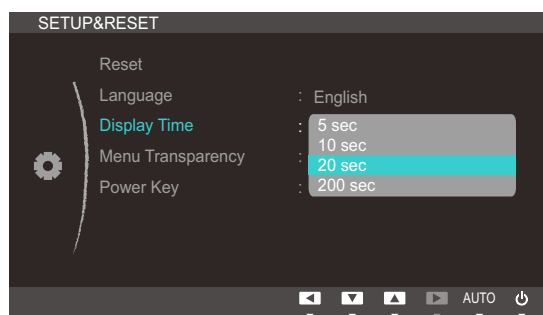 SETUP&RESET
Reset
Language : English
Display Time :
5 sec
10 sec
20 sec
200 sec
Menu Transparency :
Power Key :
AUTO